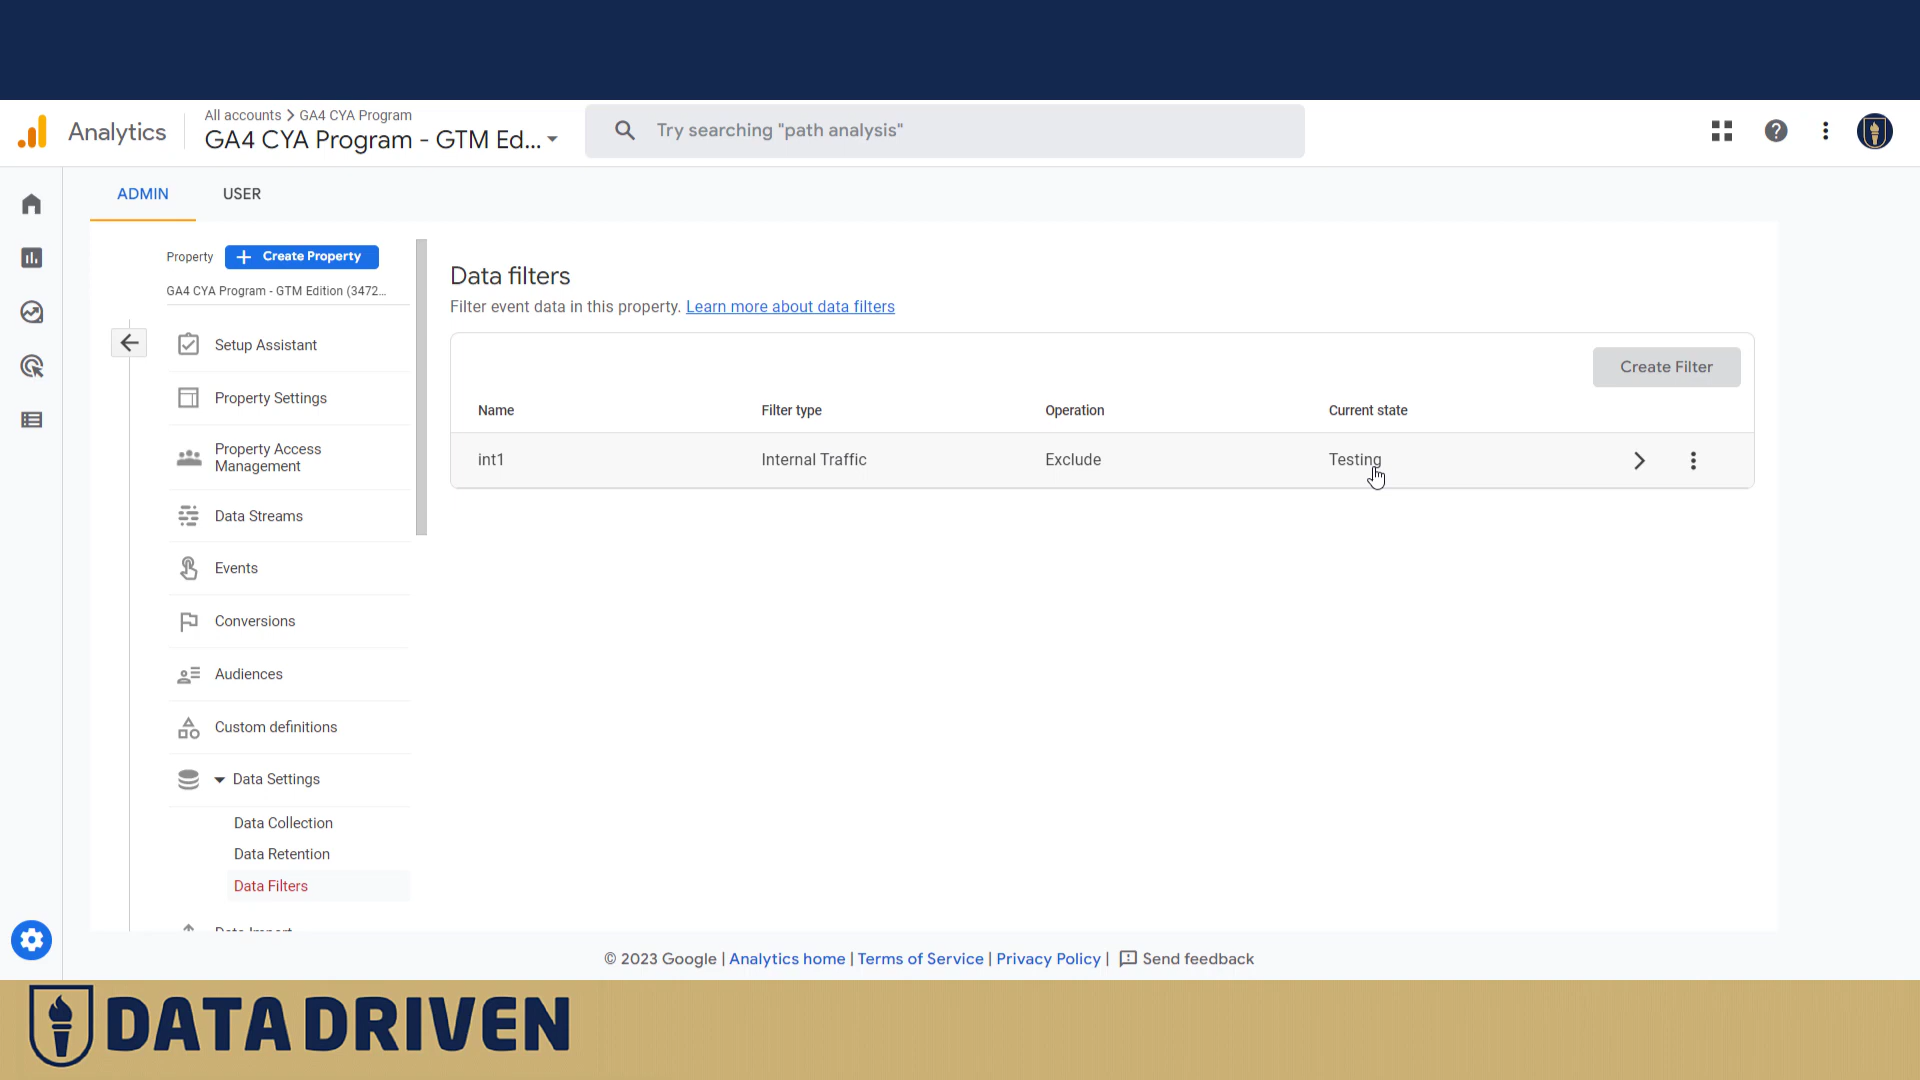 Analytics
All accounts > GA4 CYA Program
GA4 CYA Program - GTM Ed...
Try searching "path analysis"
ADMIN
USER
Property
Create Property
GA4 CYA Program - GTM Edition (3472...
Setup Assistant
Property Settings
Property Access
Management
Data Streams
Events
Conversions
Audiences
Custom definitions
Data Settings
Data Collection
Data Retention
Data Filters
Data Import
Data filters
Filter event data in this property. Learn more about data filters
Create Filter
Name Filter type Operation Current state
int1 Internal Traffic Exclude Testing
© 2023 Google | Analytics home | Terms of Service | Privacy Policy | Send feedback
DATA DRIVEN